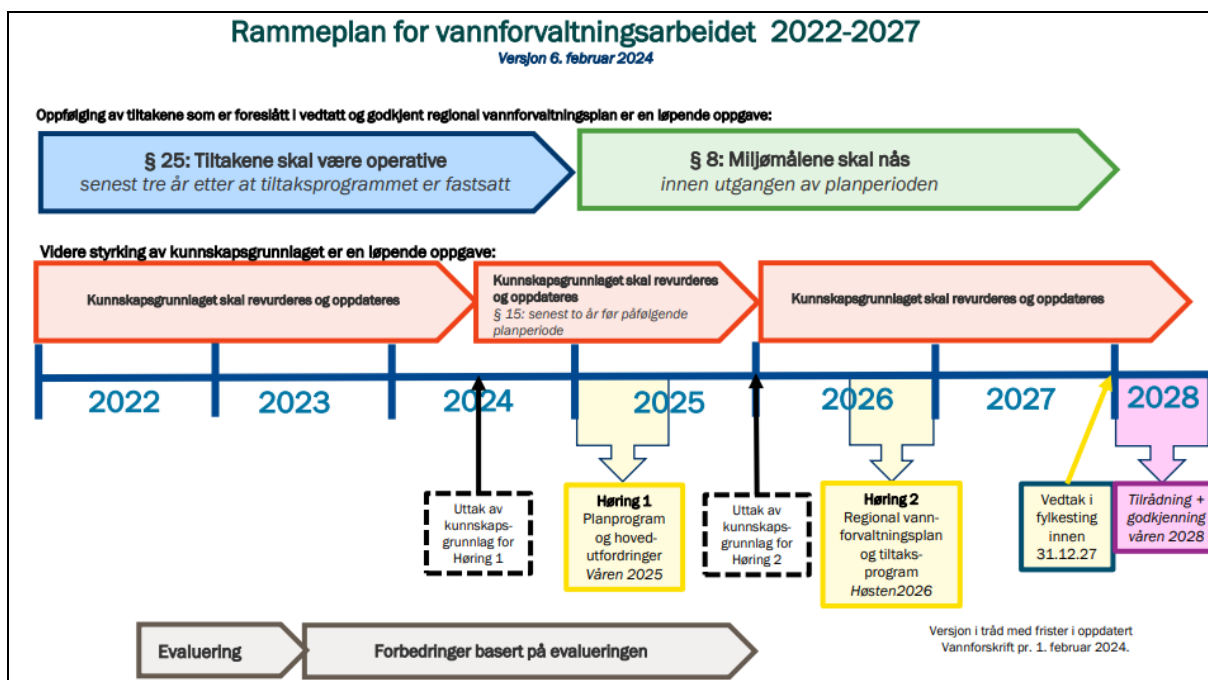 Rammeplan for vannforvaltningsarbeidet 2022-2027
Versjon 6. februar 2024
Oppfølging av tiltakene som er foreslått i vedtatt og godkjent regional vannforvaltningsplan er en løpende oppgave:
§ 25: Tiltakene skal være operative
senest tre år etter at tiltaksprogrammet er fastsatt
§ 8: Miljømålene skal nås
innen utgangen av planperioden
Videre styrking av kunnskapsgrunnlaget er en løpende oppgave:
Kunnskapsgrunnlaget skal revurderes og oppdateres
Kunnskapsgrunnlaget skal revurderes
og oppdateres
§ 15: senest to år før påfølgende
planperiode
Kunnskapsgrunnlaget skal revurderes og oppdateres
2022
2023
2024
2025
2026
2027
2028
Uttak av
kunnskaps-
grunnlag for
Høring 1
Høring 1
Planprogram
og hoved-
utfordringer
Våren 2025
Uttak av
kunnskaps-
grunnlag for
Høring 2
Høring 2
Regional vann-
forvaltningsplan
og tiltaks-
program
Høsten2026
Vedtak i
fylkesting
innen
31.12.27
Tilrådning +
godkjenning
våren 2028
Evaluering
Forbedringer basert på evalueringen
Versjon i tråd med frister i oppdatert
Vannforskrift pr. 1. februar 2024.